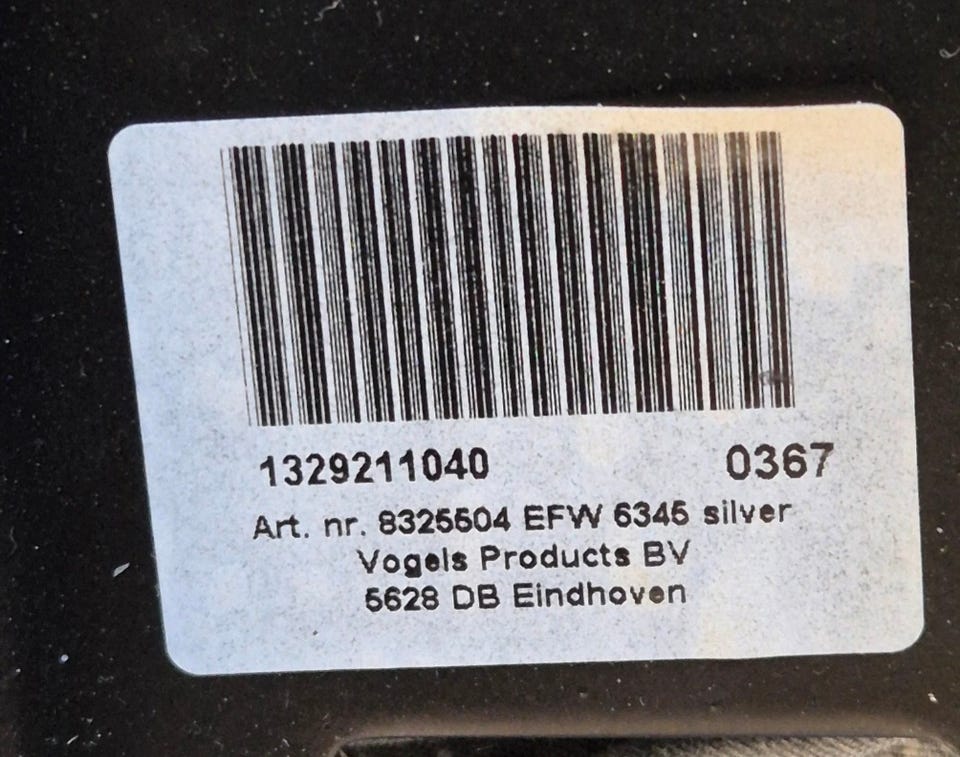 1329211040 0367
Art. nr. 8325504 EFW 6345 silver
Vogels Products BV
5628 DB Eindhoven